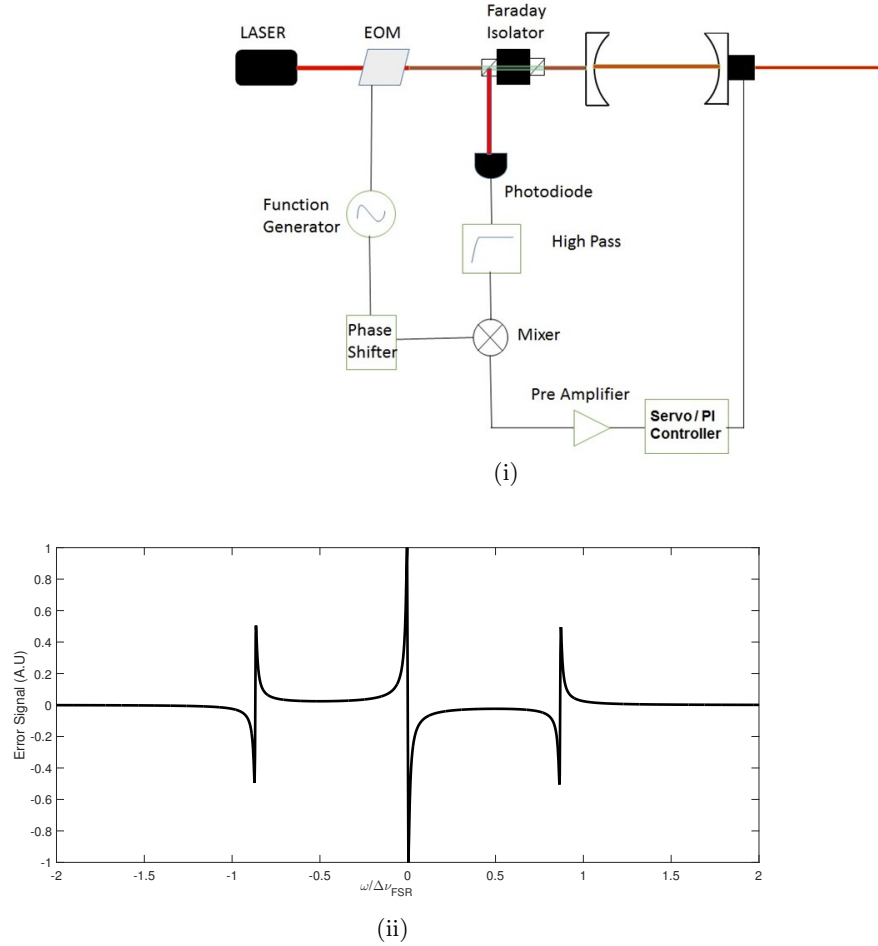 LASER
EOM
Faraday
Isolator
Photodiode
Function
Generator
High Pass
Phase
Shifter
Mixer
Pre Amplifier
Servo / PI
Controller
(i)
1
0.8
0.6
0.4
0.2
0
-0.2
-0.4
-0.6
-0.8
-1
Error Signal (A.U)
-2
-1.5
-1
-0.5
0
0.5
1
1.5
2
ω/Δν_FSR
(ii)